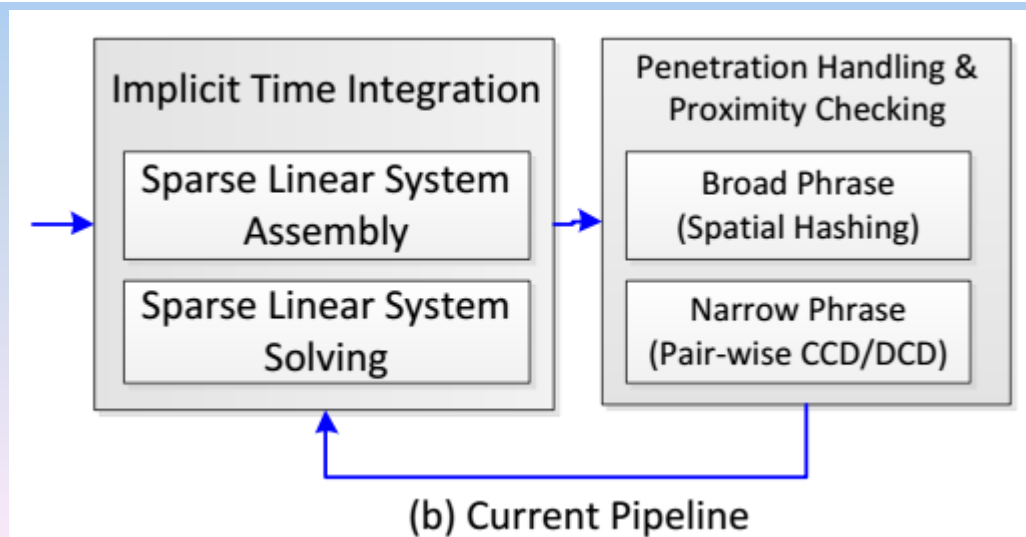 Implicit Time Integration
Sparse Linear System
Assembly
Sparse Linear System
Solving
Penetration Handling &
Proximity Checking
Broad Phrase
(Spatial Hashing)
Narrow Phrase
(Pair-wise CCD/DCD)
(b) Current Pipeline